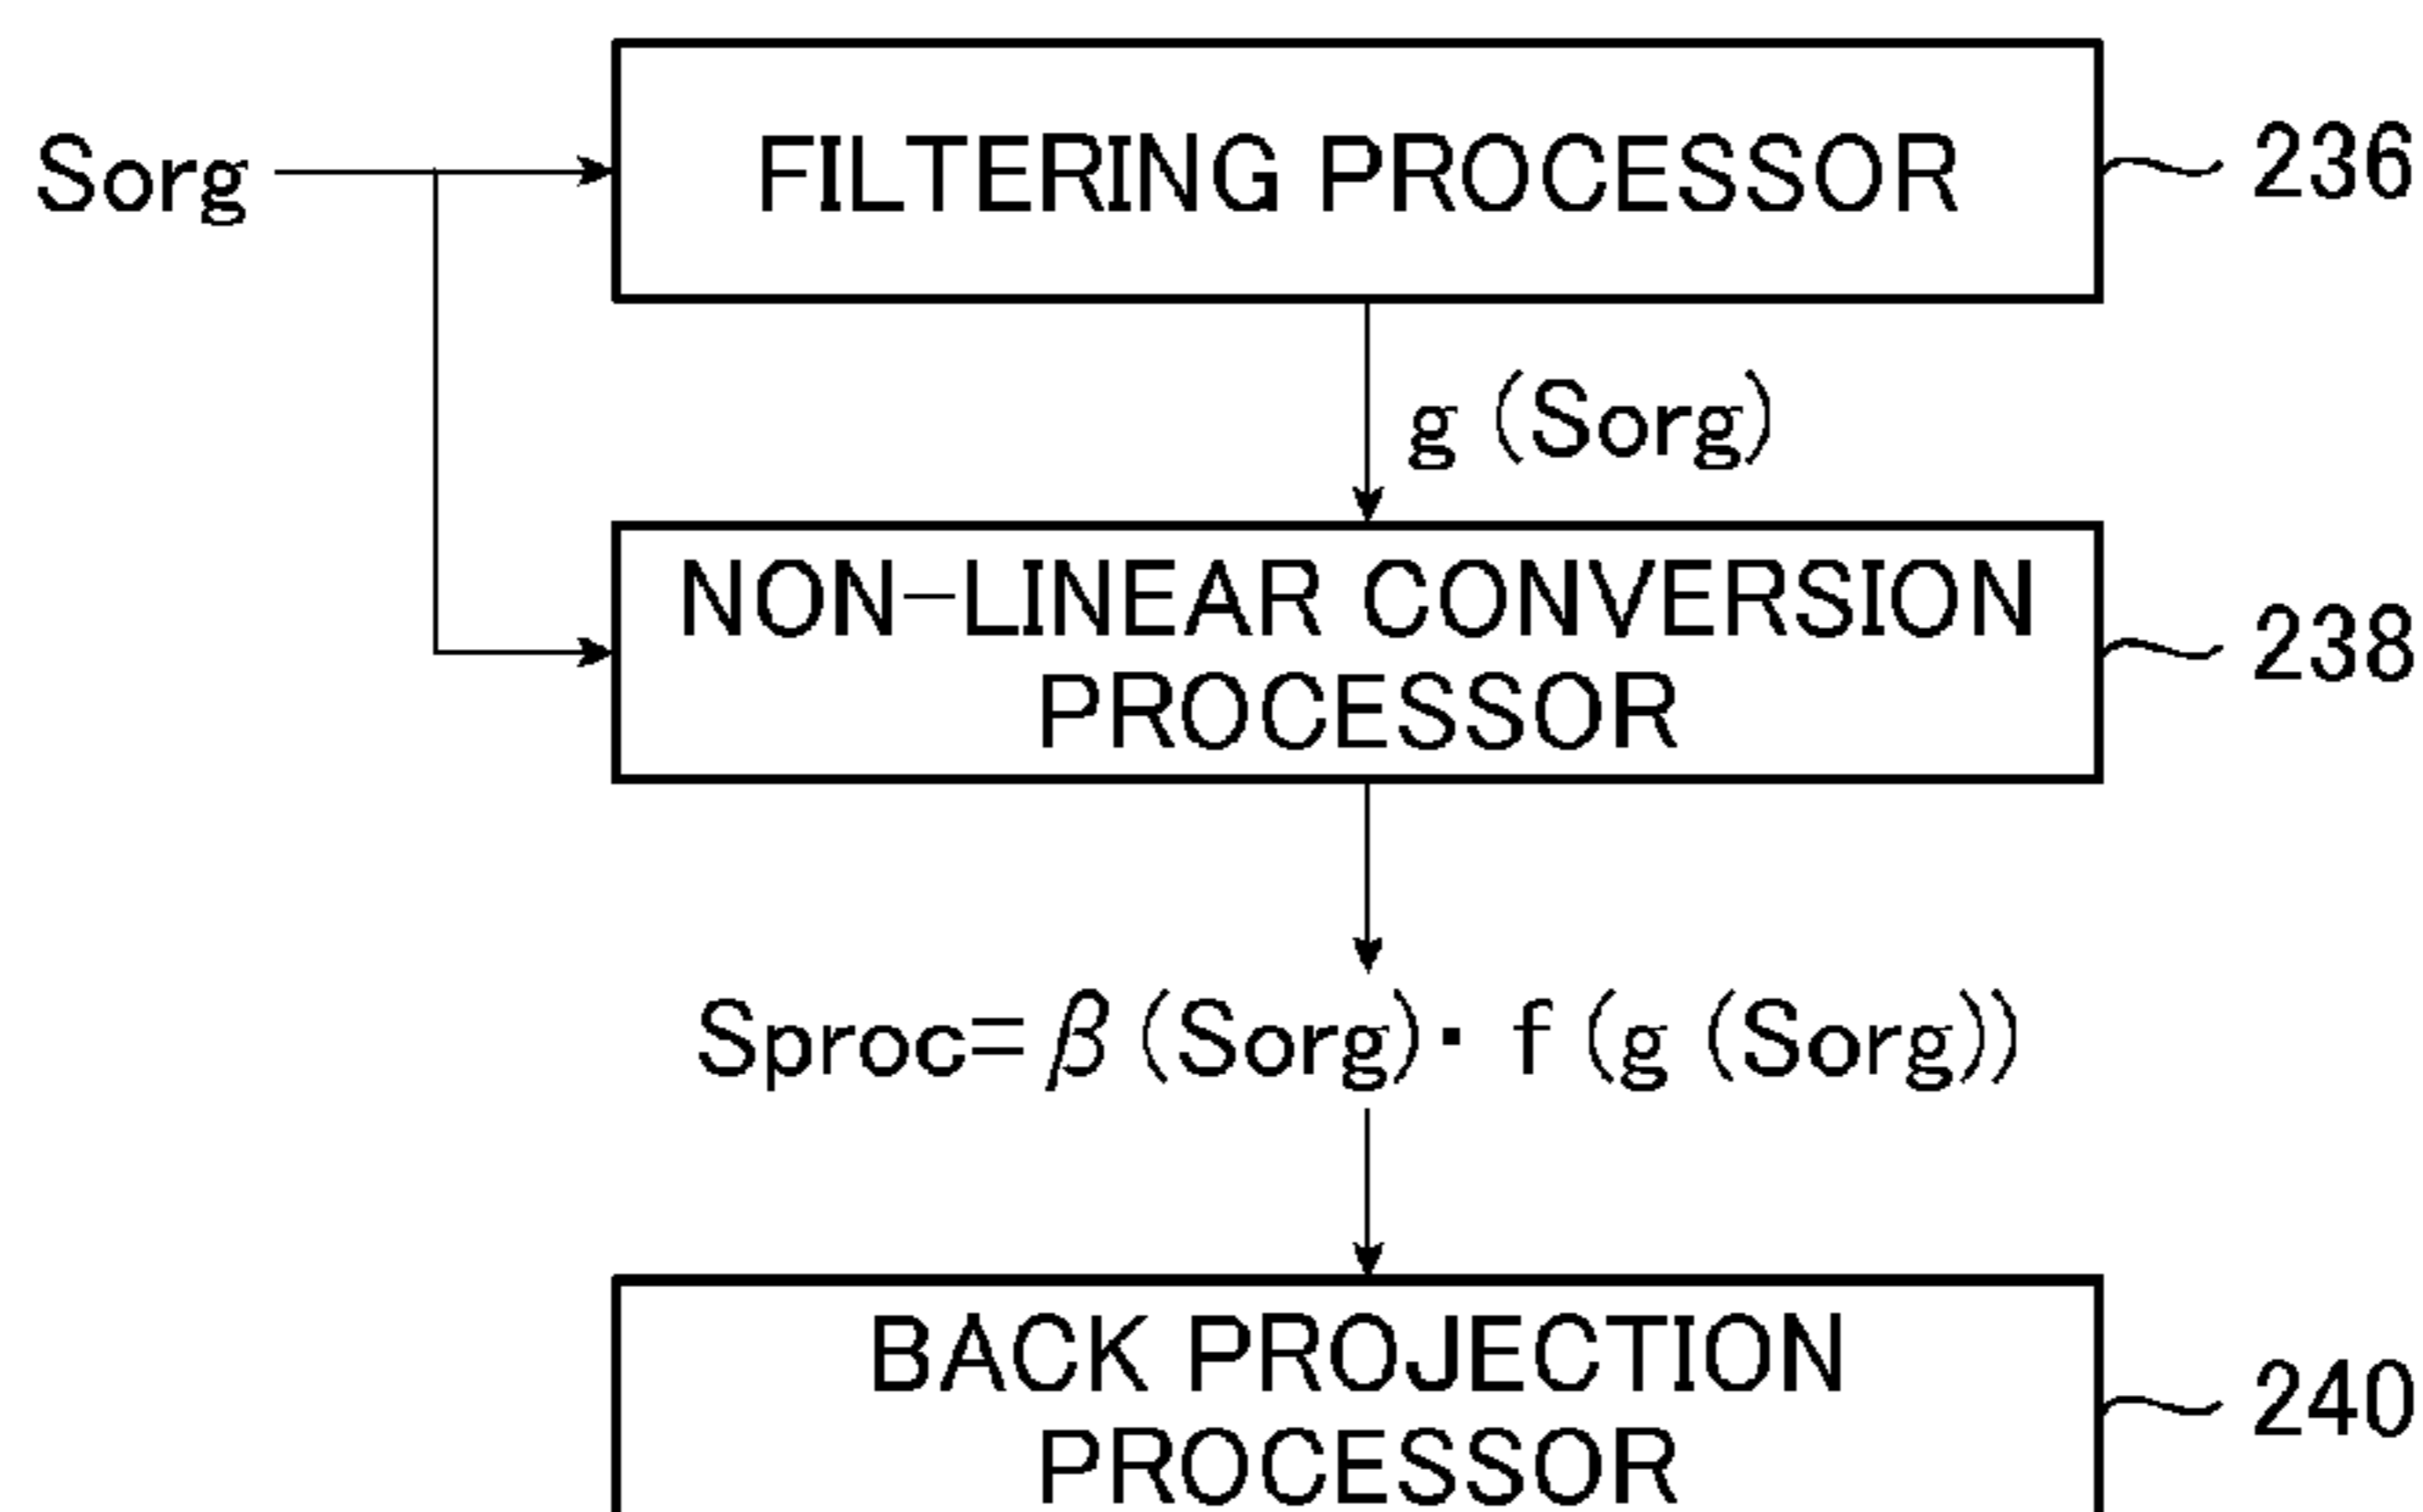 Sorg
FILTERING PROCESSOR
236
g (Sorg)
NON-LINEAR CONVERSION
PROCESSOR
238
Sproc=β(Sorg)・f(g (Sorg))
BACK PROJECTION
PROCESSOR
240